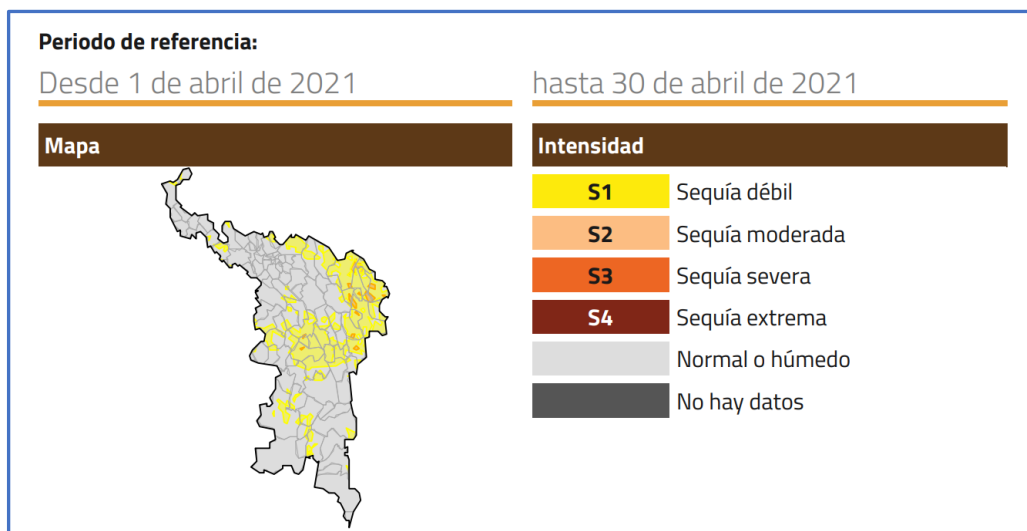 Periodo de referencia:
Desde 1 de abril de 2021
hasta 30 de abril de 2021
Mapa
Intensidad
S1 Sequía débil
S2 Sequía moderada
S3 Sequía severa
S4 Sequía extrema
Normal o húmedo
No hay datos